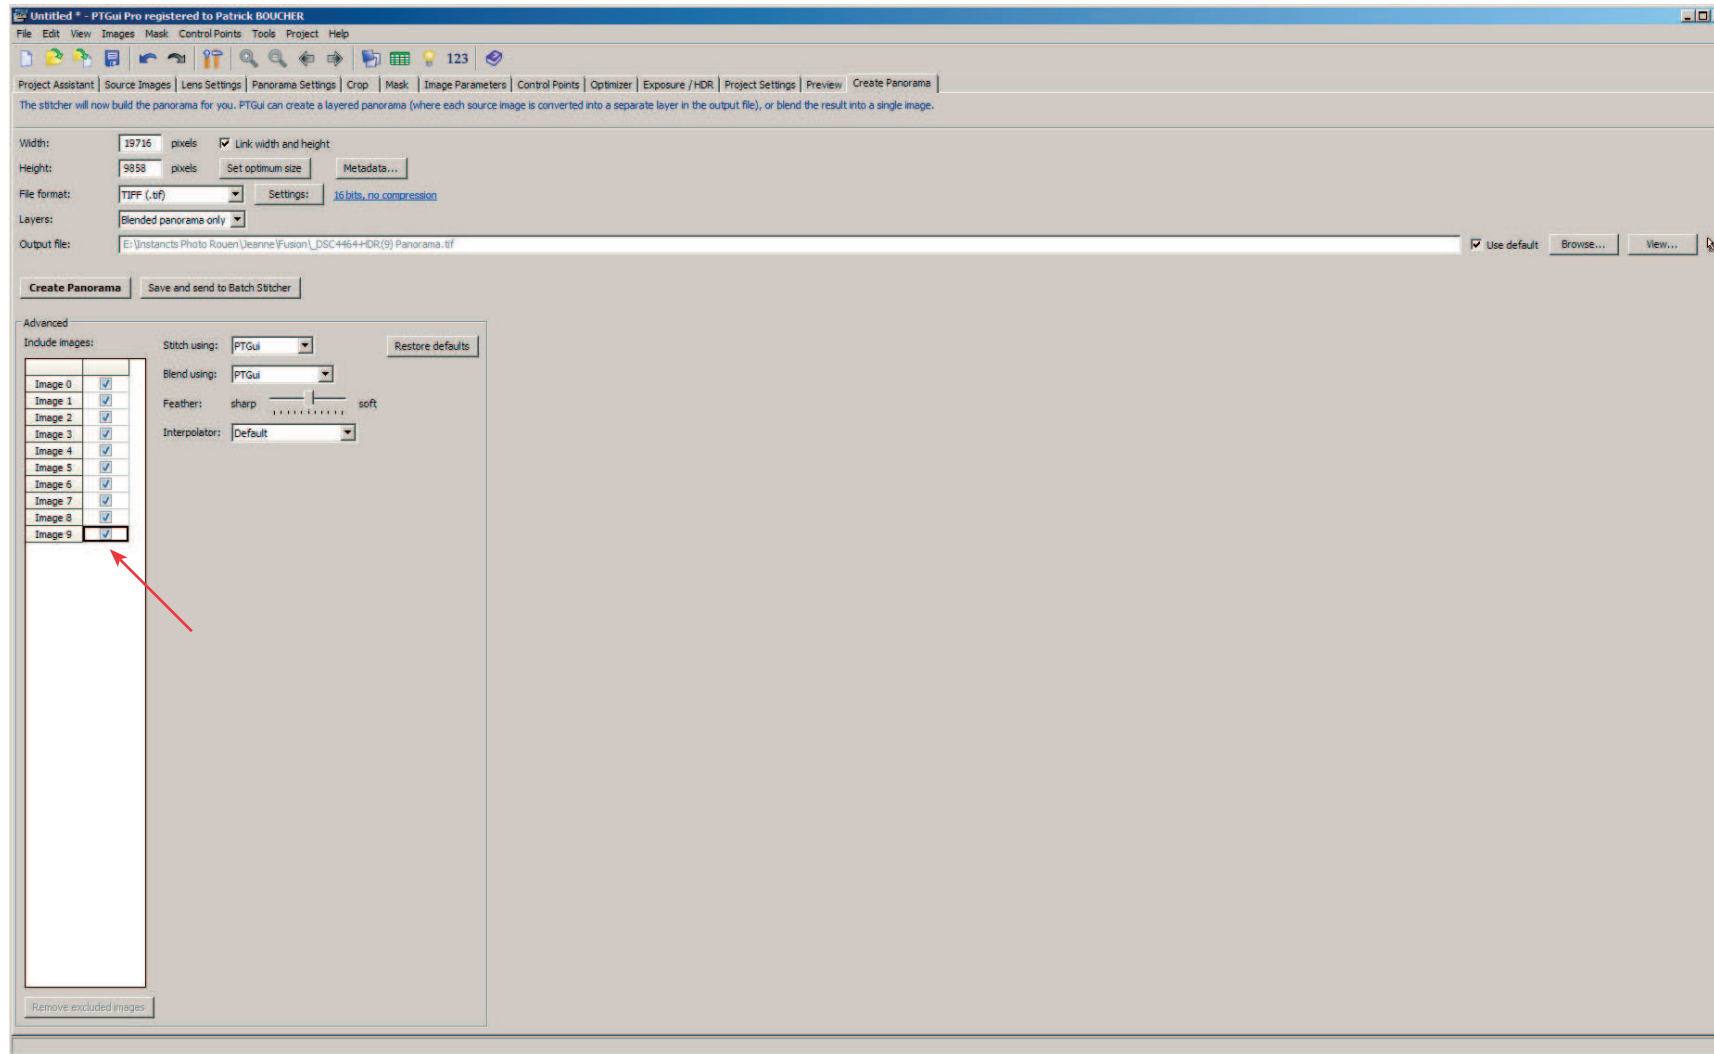 Untitled * - PTGui Pro registered to Patrick BOUCHER
File Edit View Images Mask Control Points Tools Project Help
123
Project Assistant Source Images Lens Settings Panorama Settings Crop Mask Image Parameters Control Points Optimizer Exposure / HDR Project Settings Preview Create Panorama
The stitcher will now build the panorama for you. PTGui can create a layered panorama (where each source image is converted into a separate layer in the output file), or blend the result into a single image.
Width: 19716 pixels Link width and height
Height: 9858 pixels Set optimum size Metadata...
File format: TIFF (.tif) Settings: 16 bits, no compression
Layers: Blended panorama only
Output file: E:\Instancts Photo Rouen\Jeanne\Fusion\_DSC4464-HDR(9) Panorama.tif Use default Browse... View...
Create Panorama Save and send to Batch Stitcher
Advanced
Include images: Stitch using: PTGui Restore defaults
Blend using: PTGui
Feather: sharp soft
Interpolator: Default
Image 0
Image 1
Image 2
Image 3
Image 4
Image 5
Image 6
Image 7
Image 8
Image 9
Remove excluded images